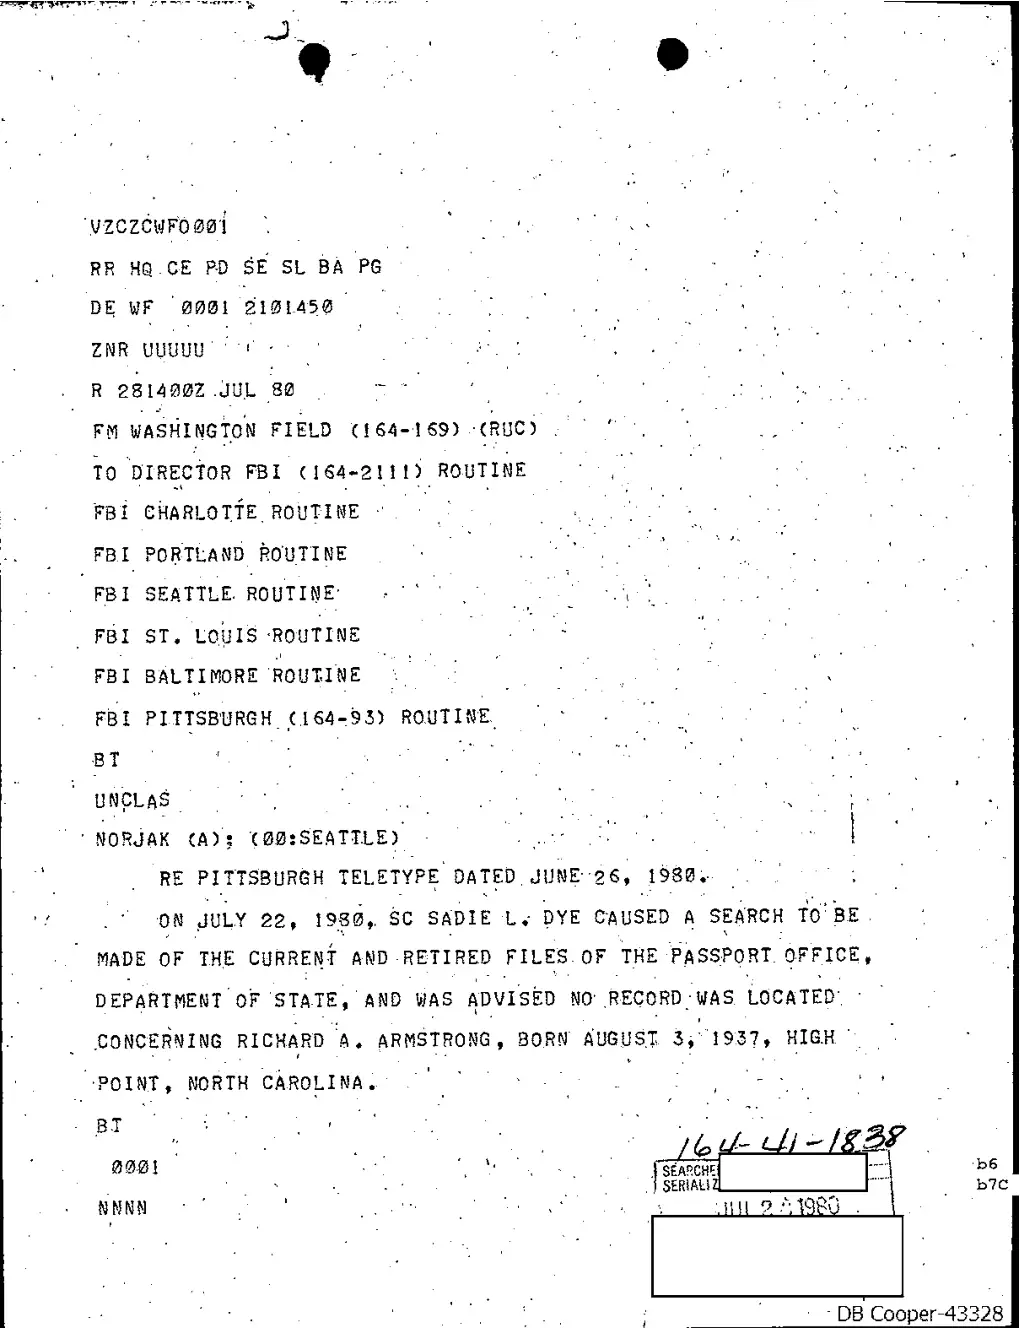 VZCZCWFO001
RR HQ CE PD SE SL BA PG
DE WF 0001 2101450
ZNR UUUUU
R 281400Z JUL 80
FM WASHINGTON FIELD (164-169) (RUC)
TO DIRECTOR FBI (164-2111) ROUTINE
FBI CHARLOTTE ROUTINE
FBI PORTLAND ROUTINE
FBI SEATTLE ROUTINE
FBI ST. LOUIS ROUTINE
FBI BALTIMORE ROUTINE
FBI PITTSBURGH (164-93) ROUTINE
BT
UNCLAS
NORJAK (A); (00:SEATTLE)
RE PITTSBURGH TELETYPE DATED JUNE 26, 1980.
ON JULY 22, 1980, SC SADIE L. DYE CAUSED A SEARCH TO BE
MADE OF THE CURRENT AND RETIRED FILES OF THE PASSPORT OFFICE,
DEPARTMENT OF STATE, AND WAS ADVISED NO RECORD WAS LOCATED
CONCERNING RICHARD A. ARMSTRONG, BORN AUGUST 3, 1937, HIGH
POINT, NORTH CAROLINA.
BT
0001
NNNN
164-41-1838
SEARCHE
SERIALIZ
b6
b7C
JUL 1980
DB Cooper-43328